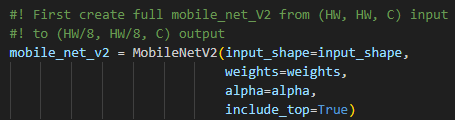 #! First create full mobile_net_V2 from (HW, HW, C) input
#! to (HW/8, HW/8, C) output
mobile_net_v2 = MobileNetV2(input_shape=input_shape,
                            weights=weights,
                            alpha=alpha,
                            include_top=True)